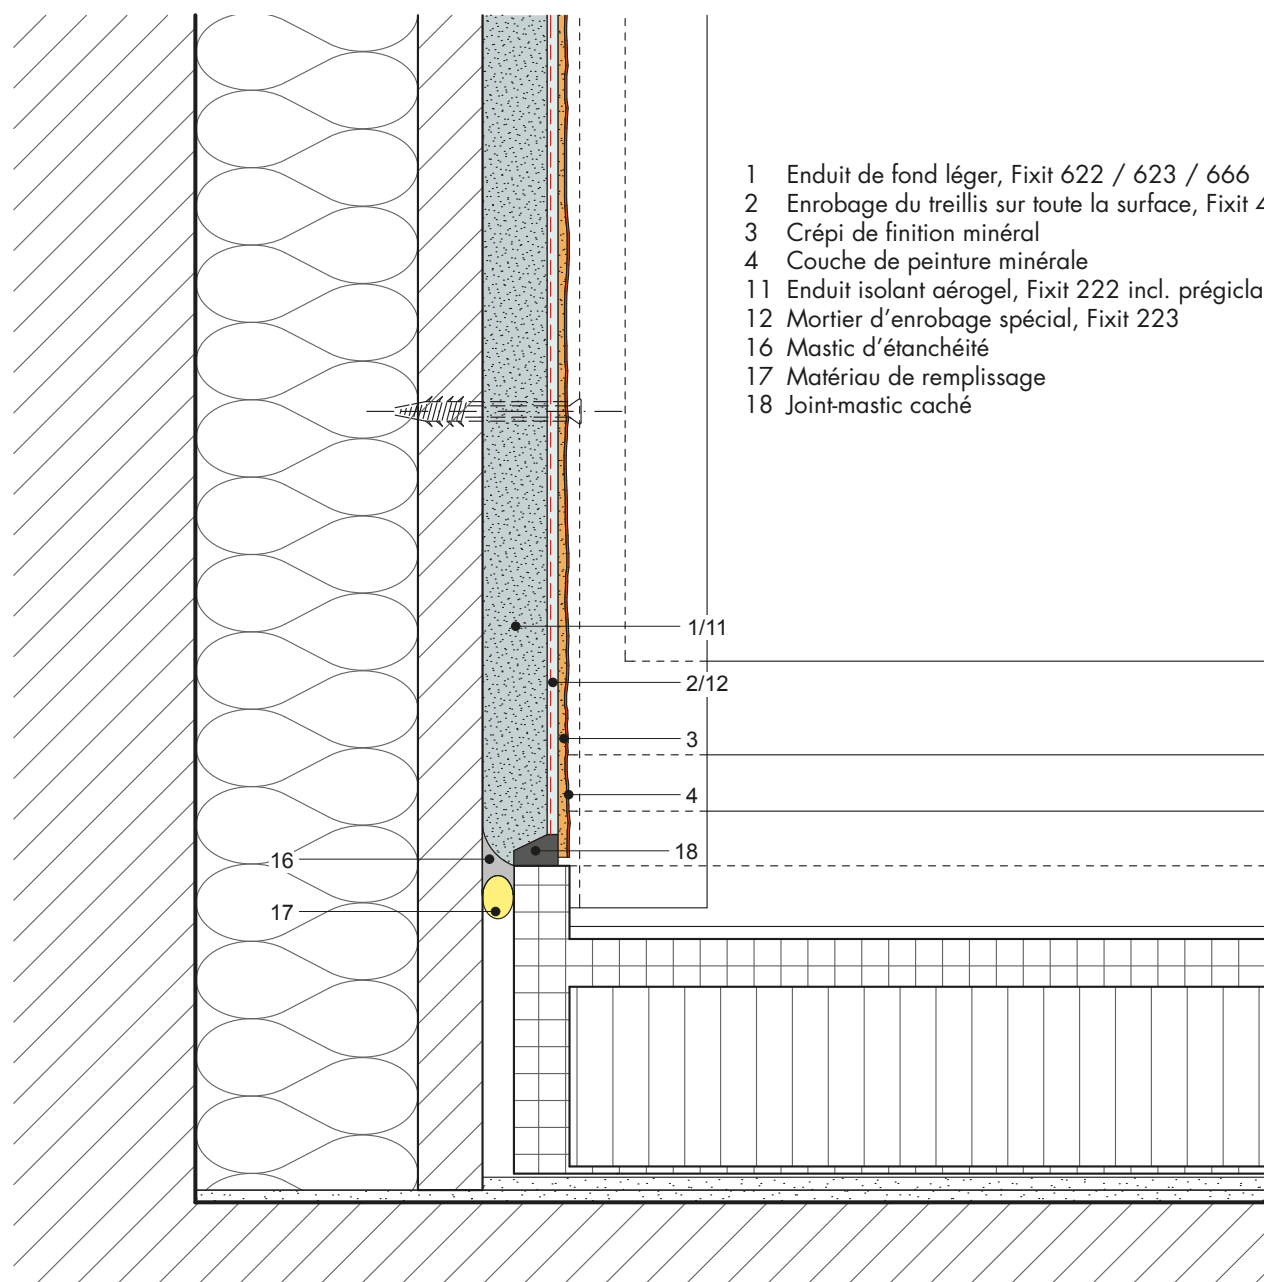 1 Enduit de fond léger, Fixit 622 / 623 / 666
2 Enrobage du treillis sur toute la surface, Fixit
3 Crépi de finition minéral
4 Couche de peinture minérale
11 Enduit isolant aérogel, Fixit 222 incl.
12 Mortier d'enrobage spécial, Fixit 223
16 Mastic d'étanchéité
17 Matériau de remplissage
18 Joint-mastic caché
1/11
2/12
3
4
18
16
17